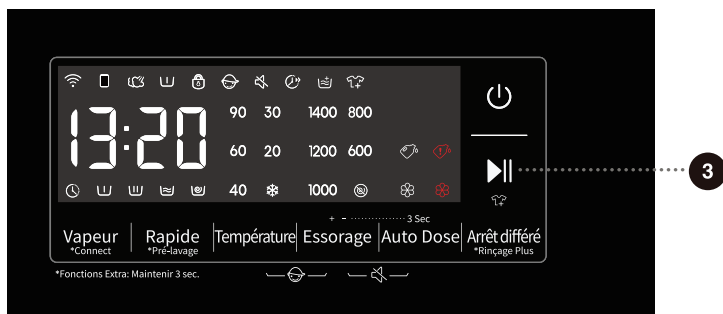 13:20
90 30 1400 800
60 20 1200 600
40 1000
3
+ - 3 Sec
Vapeur Rapide Température Essorage Auto Dose Arrêt différé
*Connect *Pré-lavage *Rinçage Plus
*Fonctions Extra: Maintenir 3 sec.